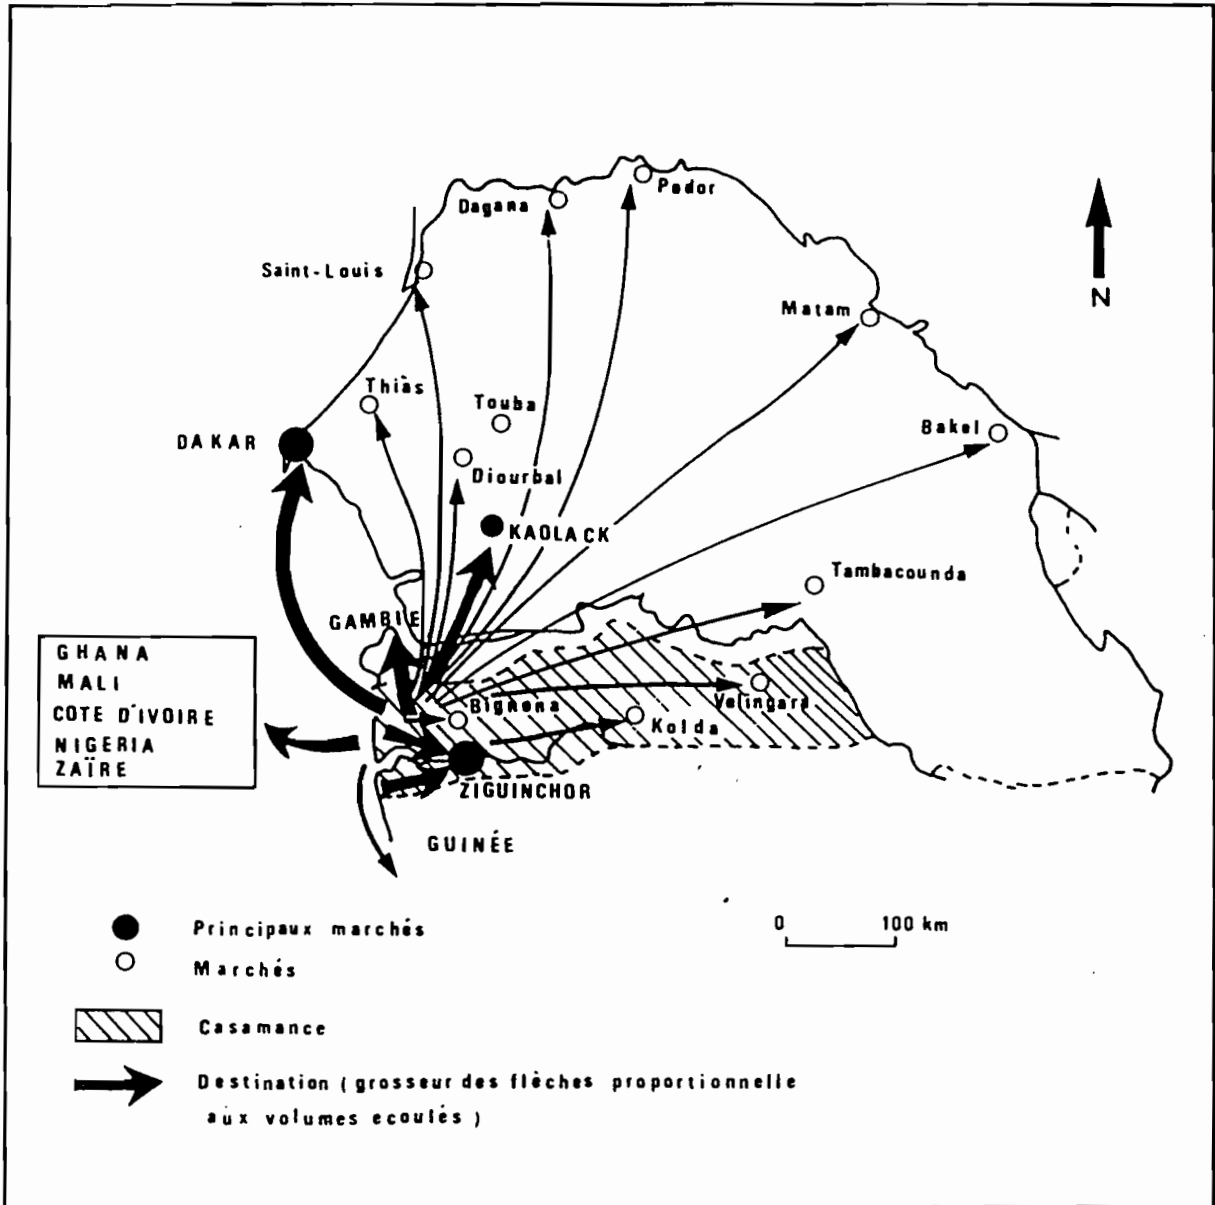 Podor
Dagana
Saint-Louis
N
Matam
Thiès
Touba
DAKAR
Bakel
Diourbal
KAOLACK
Tambacounda
GAMBIE
GHANA
MALI
COTE D'IVOIRE
NIGERIA
ZAÏRE
Bignona
Velingara
Kolda
ZIGUINCHOR
GUINÉE
Principaux marchés
0 100 km
Marchés
Casamance
Destination ( grosseur des flèches proportionnelle
aux volumes ecoulés )